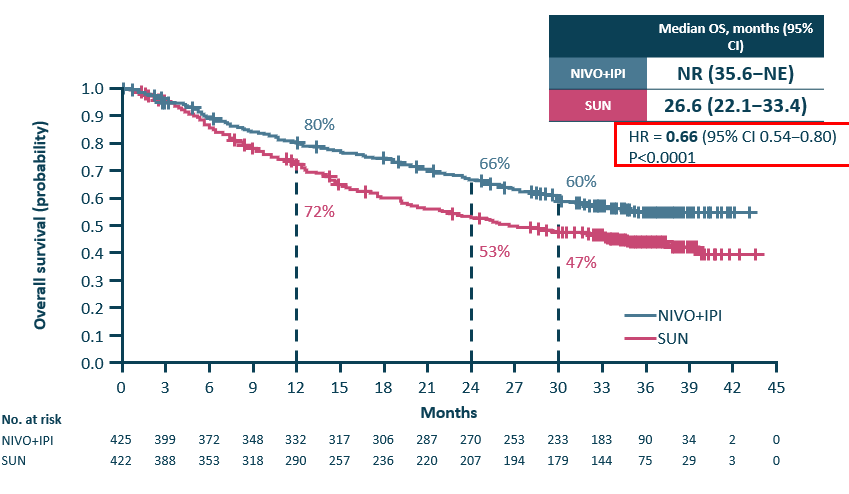 Median OS, months (95%
CI)
NIVO+IPI NR (35.6–NE)
SUN 26.6 (22.1–33.4)
HR = 0.66 (95% CI 0.54–0.80)
P<0.0001
Overall survival (probability)
1.0
0.9
0.8
0.7
0.6
0.5
0.4
0.3
0.2
0.1
0.0
80%
66%
60%
72%
53%
47%
NIVO+IPI
SUN
0 3 6 9 12 15 18 21 24 27 30 33 36 39 42 45
Months
No. at risk
NIVO+IPI 425 399 372 348 332 317 306 287 270 253 233 183 90 34 2 0
SUN 422 388 353 318 290 257 236 220 207 194 179 144 75 29 3 0